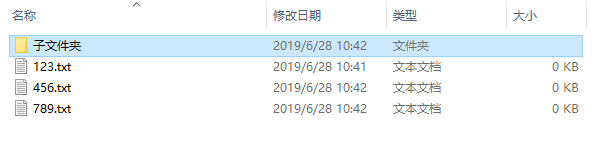 名称 修改日期 类型 大小
子文件夹 2019/6/28 10:42 文件夹
123.txt 2019/6/28 10:41 文本文档 0 KB
456.txt 2019/6/28 10:42 文本文档 0 KB
789.txt 2019/6/28 10:42 文本文档 0 KB